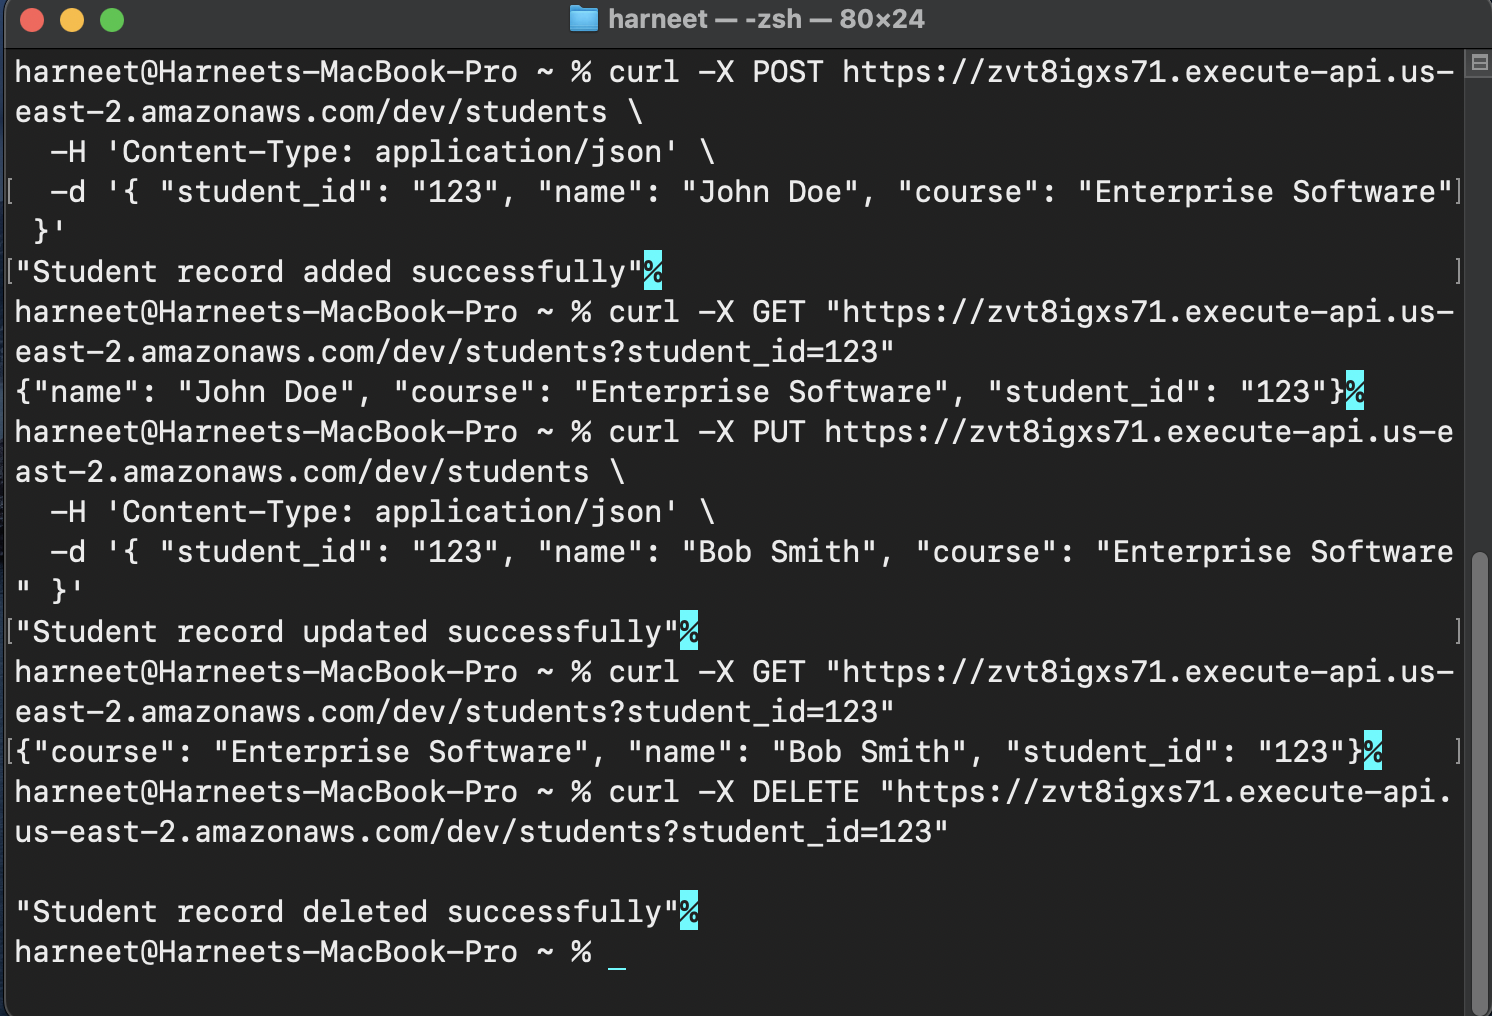 harneet — -zsh — 80×24
harneet@Harneets-MacBook-Pro ~ % curl -X POST https://zvt8igxs71.execute-api.us-
east-2.amazonaws.com/dev/students \
  -H 'Content-Type: application/json' \
[  -d '{ "student_id": "123", "name": "John Doe", "course": "Enterprise Software"]
 }'
["Student record added successfully"% ]
harneet@Harneets-MacBook-Pro ~ % curl -X GET "https://zvt8igxs71.execute-api.us-
east-2.amazonaws.com/dev/students?student_id=123"
{"name": "John Doe", "course": "Enterprise Software", "student_id": "123"}%
harneet@Harneets-MacBook-Pro ~ % curl -X PUT https://zvt8igxs71.execute-api.us-e
ast-2.amazonaws.com/dev/students \
  -H 'Content-Type: application/json' \
  -d '{ "student_id": "123", "name": "Bob Smith", "course": "Enterprise Software
" }'
["Student record updated successfully"% ]
harneet@Harneets-MacBook-Pro ~ % curl -X GET "https://zvt8igxs71.execute-api.us-
east-2.amazonaws.com/dev/students?student_id=123"
[{"course": "Enterprise Software", "name": "Bob Smith", "student_id": "123"}% ]
harneet@Harneets-MacBook-Pro ~ % curl -X DELETE "https://zvt8igxs71.execute-api.
us-east-2.amazonaws.com/dev/students?student_id=123"
"Student record deleted successfully"%
harneet@Harneets-MacBook-Pro ~ % _